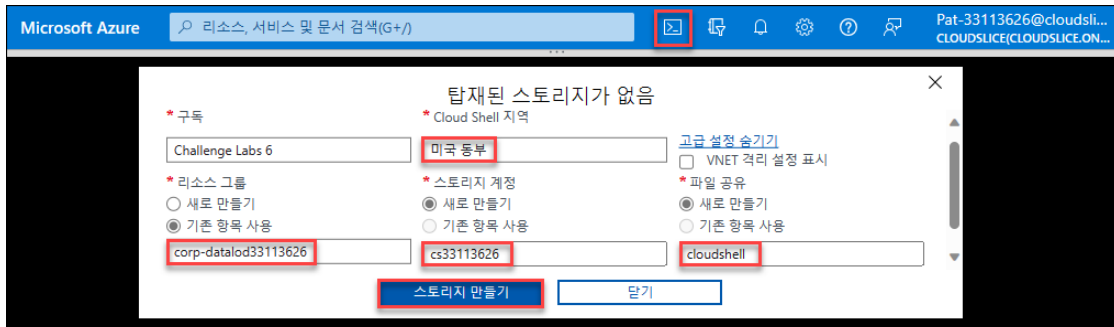 Microsoft Azure
리소스, 서비스 및 문서 검색(G+/)
Pat-33113626@cloudsli...
CLOUDSLICE(CLOUDSLICE.ON...
탑재된 스토리지가 없음
* 구독
* Cloud Shell 지역
Challenge Labs 6
미국 동부
고급 설정 숨기기
VNET 격리 설정 표시
* 리소스 그룹
* 스토리지 계정
* 파일 공유
새로 만들기
새로 만들기
새로 만들기
기존 항목 사용
기존 항목 사용
기존 항목 사용
corp-datalod33113626
cs33113626
cloudshell
스토리지 만들기
닫기